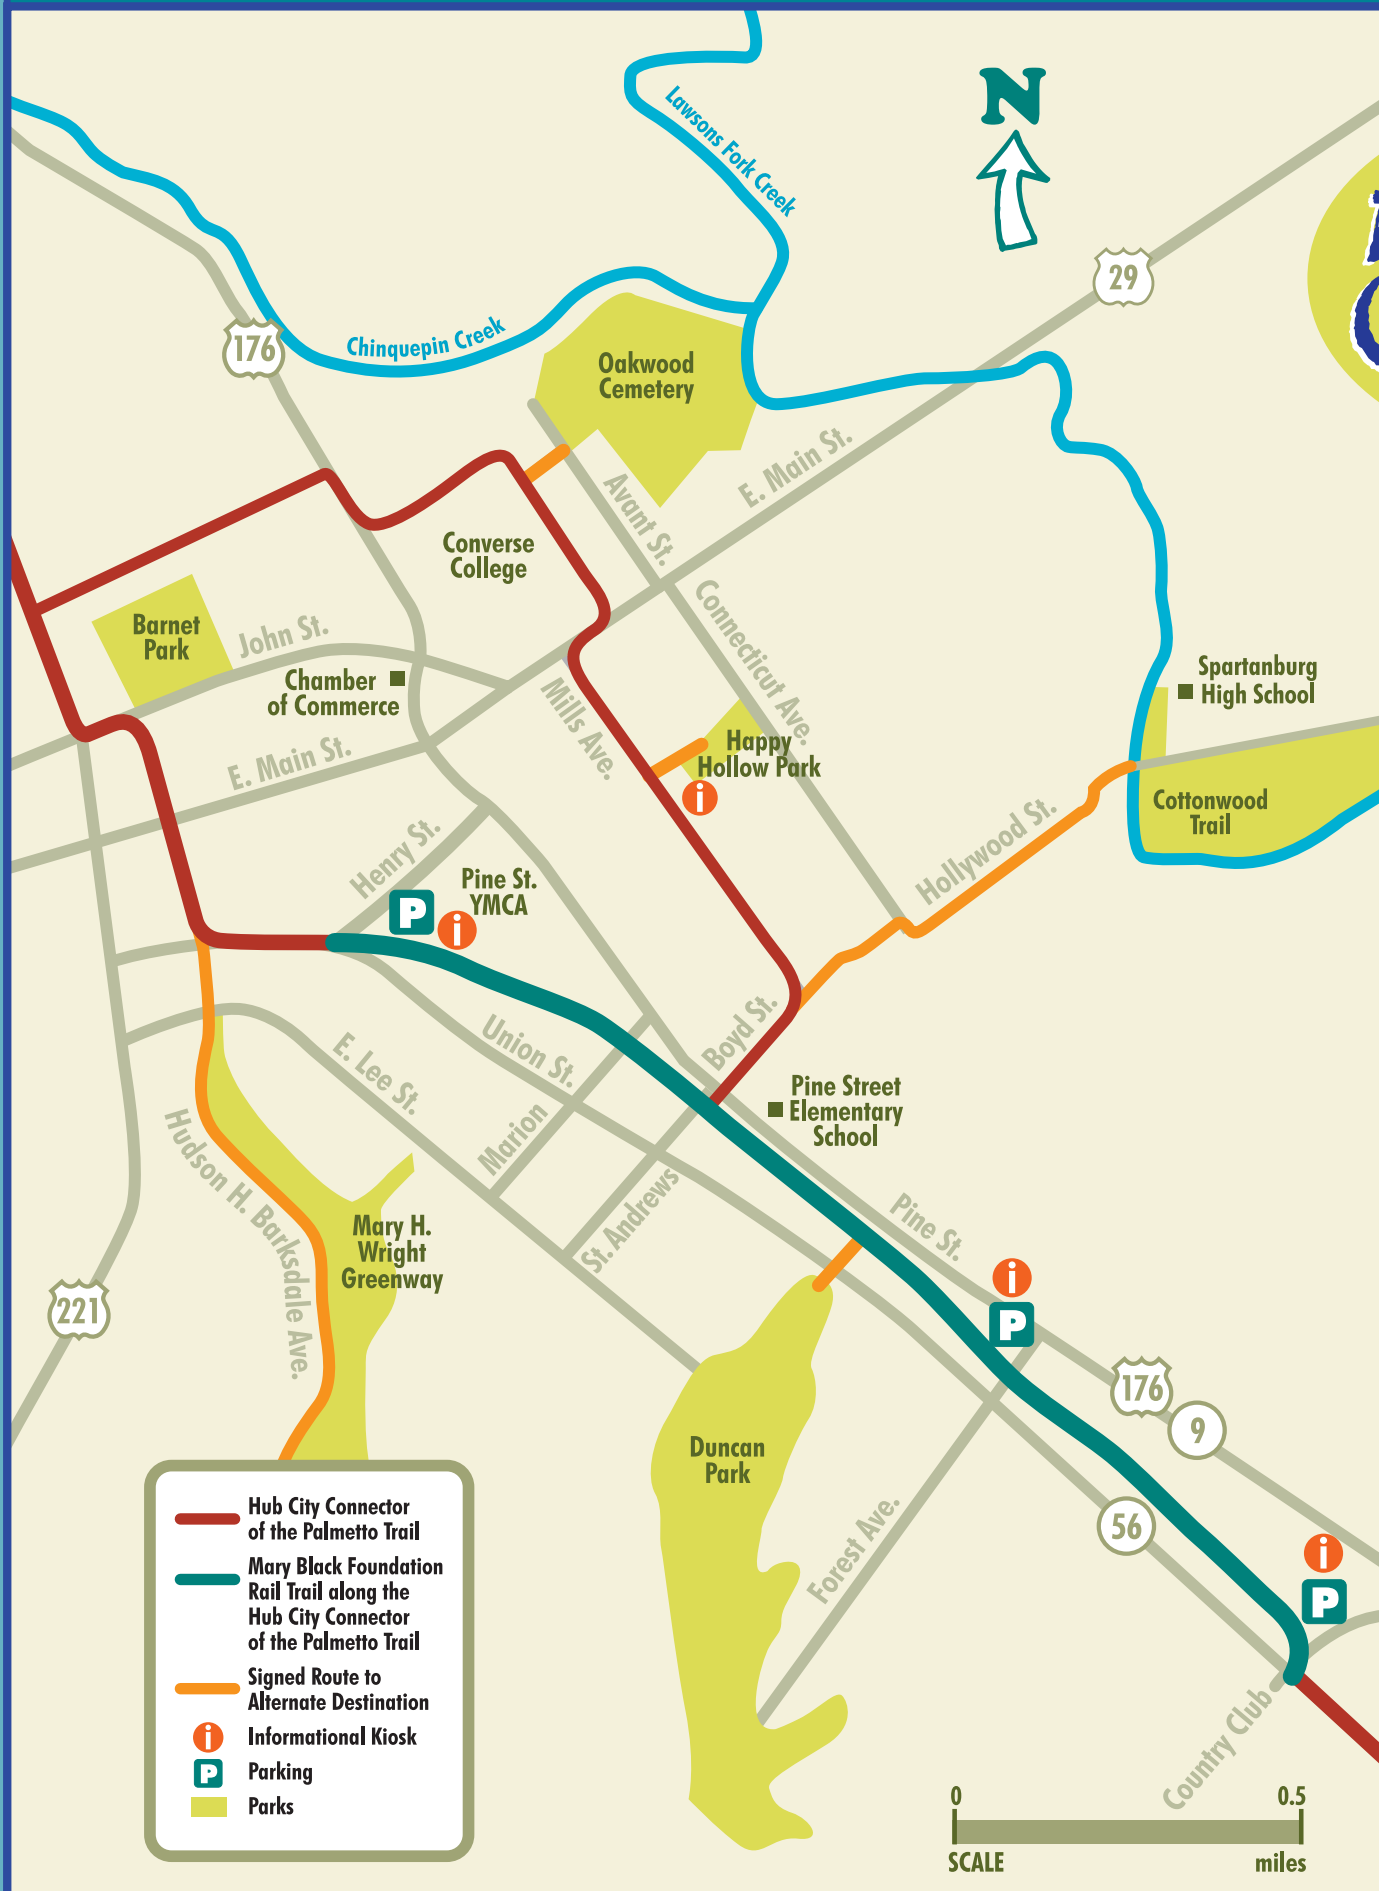 N
Lawsons Fork Creek
29
176
Chinquepin Creek
Oakwood
Cemetery
E. Main St.
Avant St.
Converse
College
Connecticut Ave.
Barnet
Park
John St.
Chamber
of Commerce
Spartanburg
High School
Mills Ave.
E. Main St.
Happy
Hollow Park
i
Cottonwood
Trail
Hollywood St.
Henry St.
Pine St.
YMCA
P
i
Boyd St.
Union St.
E. Lee St.
Marion
Pine Street
Elementary
School
Hudson H. Barksdale Ave.
St. Andrews
Pine St.
Mary H.
Wright
Greenway
221
i
P
176
9
Duncan
Park
56
Forest Ave.
i
P
Country Club
Hub City Connector
of the Palmetto Trail
Mary Black Foundation
Rail Trail along the
Hub City Connector
of the Palmetto Trail
Signed Route to
Alternate Destination
i Informational Kiosk
P Parking
Parks
0 0.5
SCALE miles